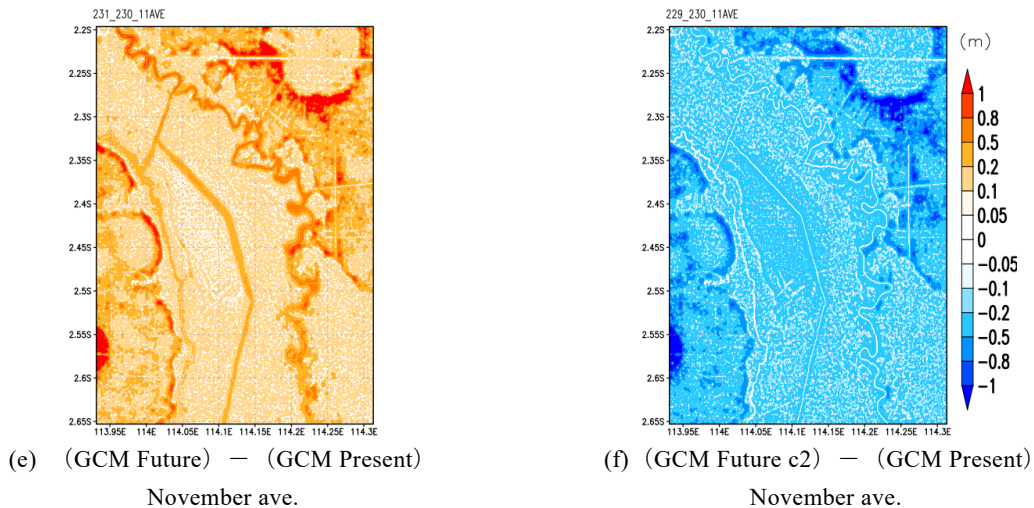 231_230_11AVE
2.2S
2.25S
2.3S
2.35S
2.4S
2.45S
2.5S
2.55S
2.6S
2.65S
113.95E 114E 114.05E 114.1E 114.15E 114.2E 114.25E 114.3E
(e) (GCM Future) − (GCM Present)
November ave.
229_230_11AVE
2.2S
2.25S
2.3S
2.35S
2.4S
2.45S
2.5S
2.55S
2.6S
2.65S
113.95E 114E 114.05E 114.1E 114.15E 114.2E 114.25E 114.3E
(m)
1
0.8
0.5
0.2
0.1
0.05
0
−0.05
−0.1
−0.2
−0.5
−0.8
−1
(f) (GCM Future c2) − (GCM Present)
November ave.